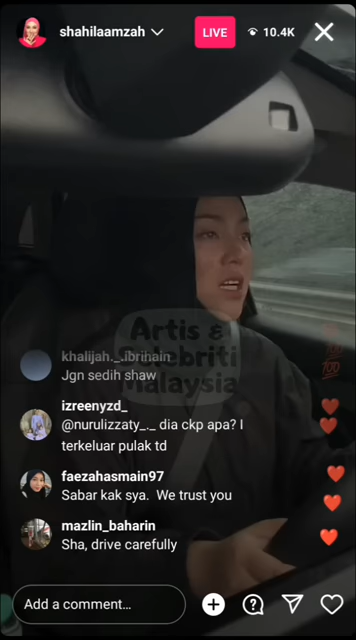 shahilaamzah
LIVE
10.4K
Artis &
Selebriti
Malaysia
khalijah._.ibrihain
Jgn sedih shaw
izreenyzd_
@nurulizzaty_._ dia ckp apa? I
terkeluar pulak td
faezahasmain97
Sabar kak sya. We trust you
mazlin_baharin
Sha, drive carefully
Add a comment...